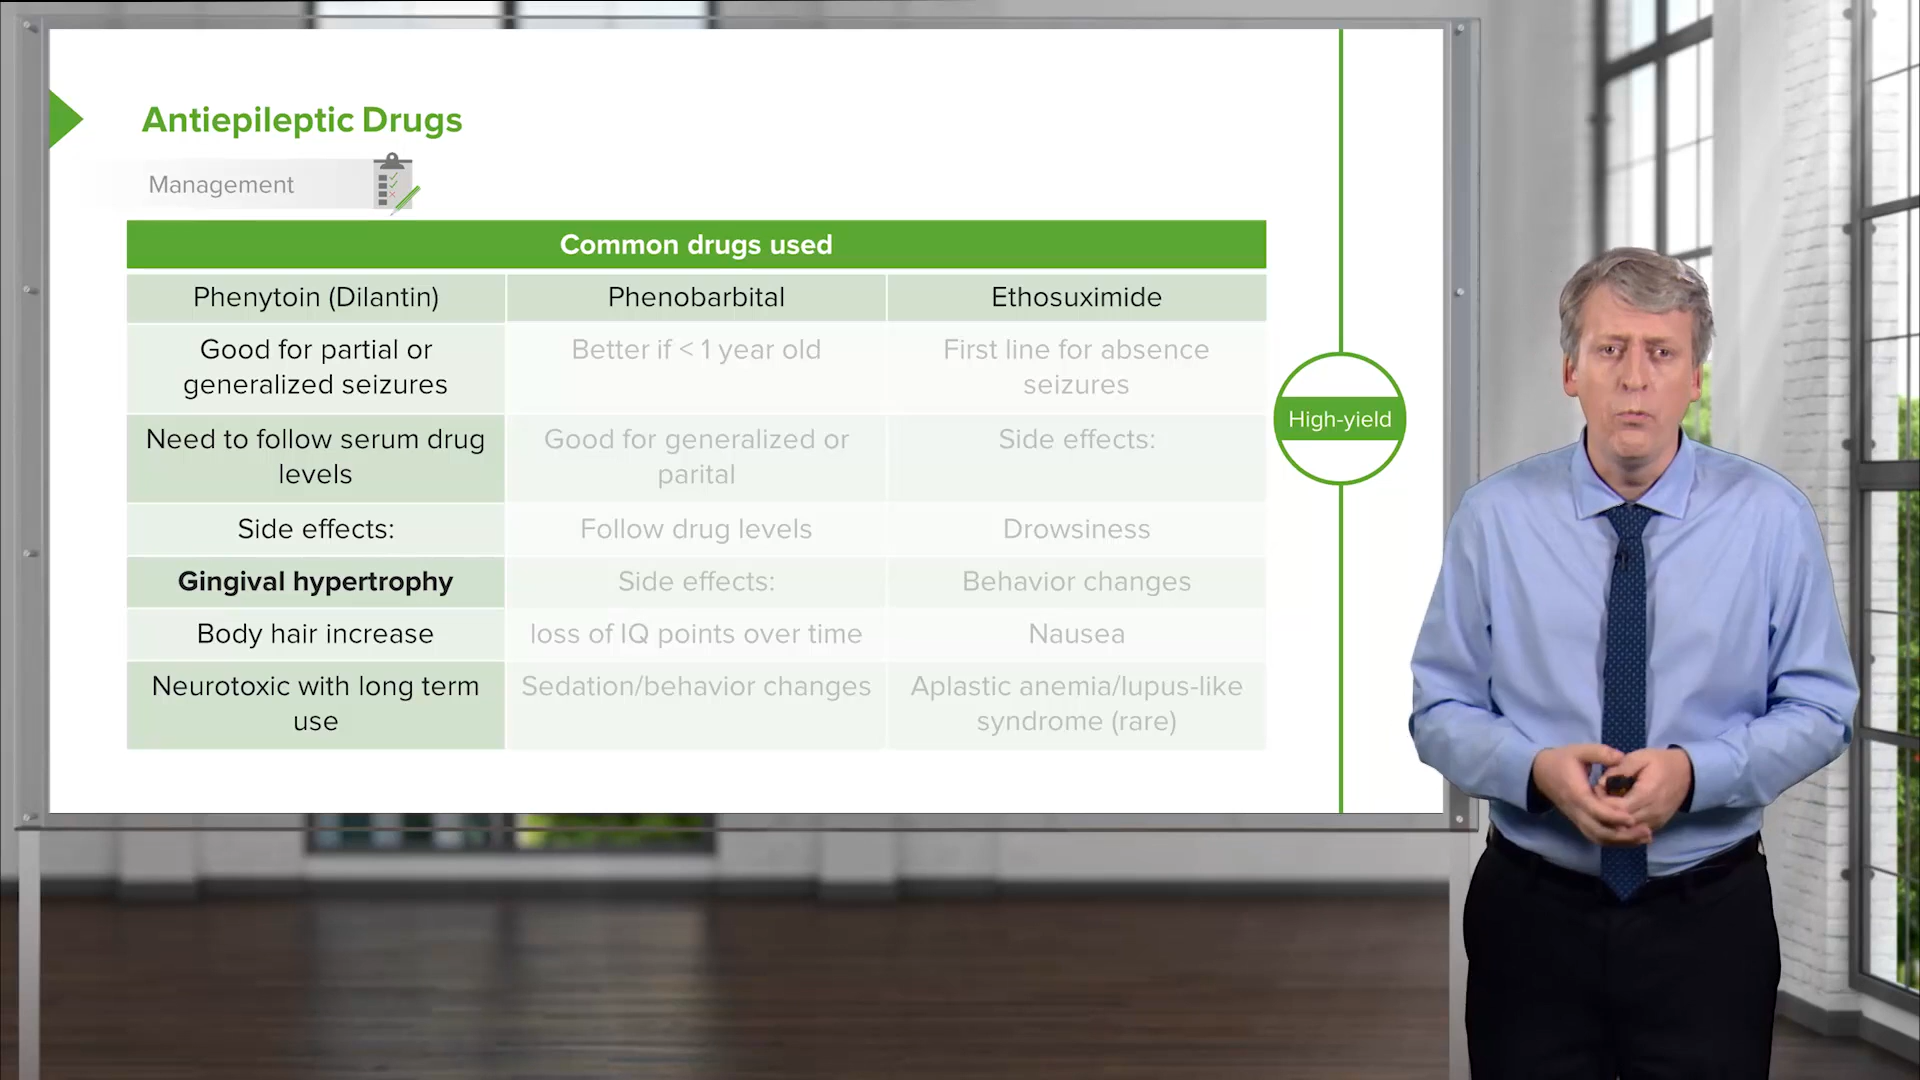 Antiepileptic Drugs
Management
Common drugs used
Phenytoin (Dilantin)
Phenobarbital
Ethosuximide
Good for partial or
generalized seizures
Better if < 1 year old
First line for absence
seizures
Need to follow serum drug
levels
Good for generalized or
parital
Side effects:
Side effects:
Follow drug levels
Drowsiness
Gingival hypertrophy
Side effects:
Behavior changes
Body hair increase
loss of IQ points over time
Nausea
Neurotoxic with long term
use
Sedation/behavior changes
Aplastic anemia/lupus-like
syndrome (rare)
High-yield